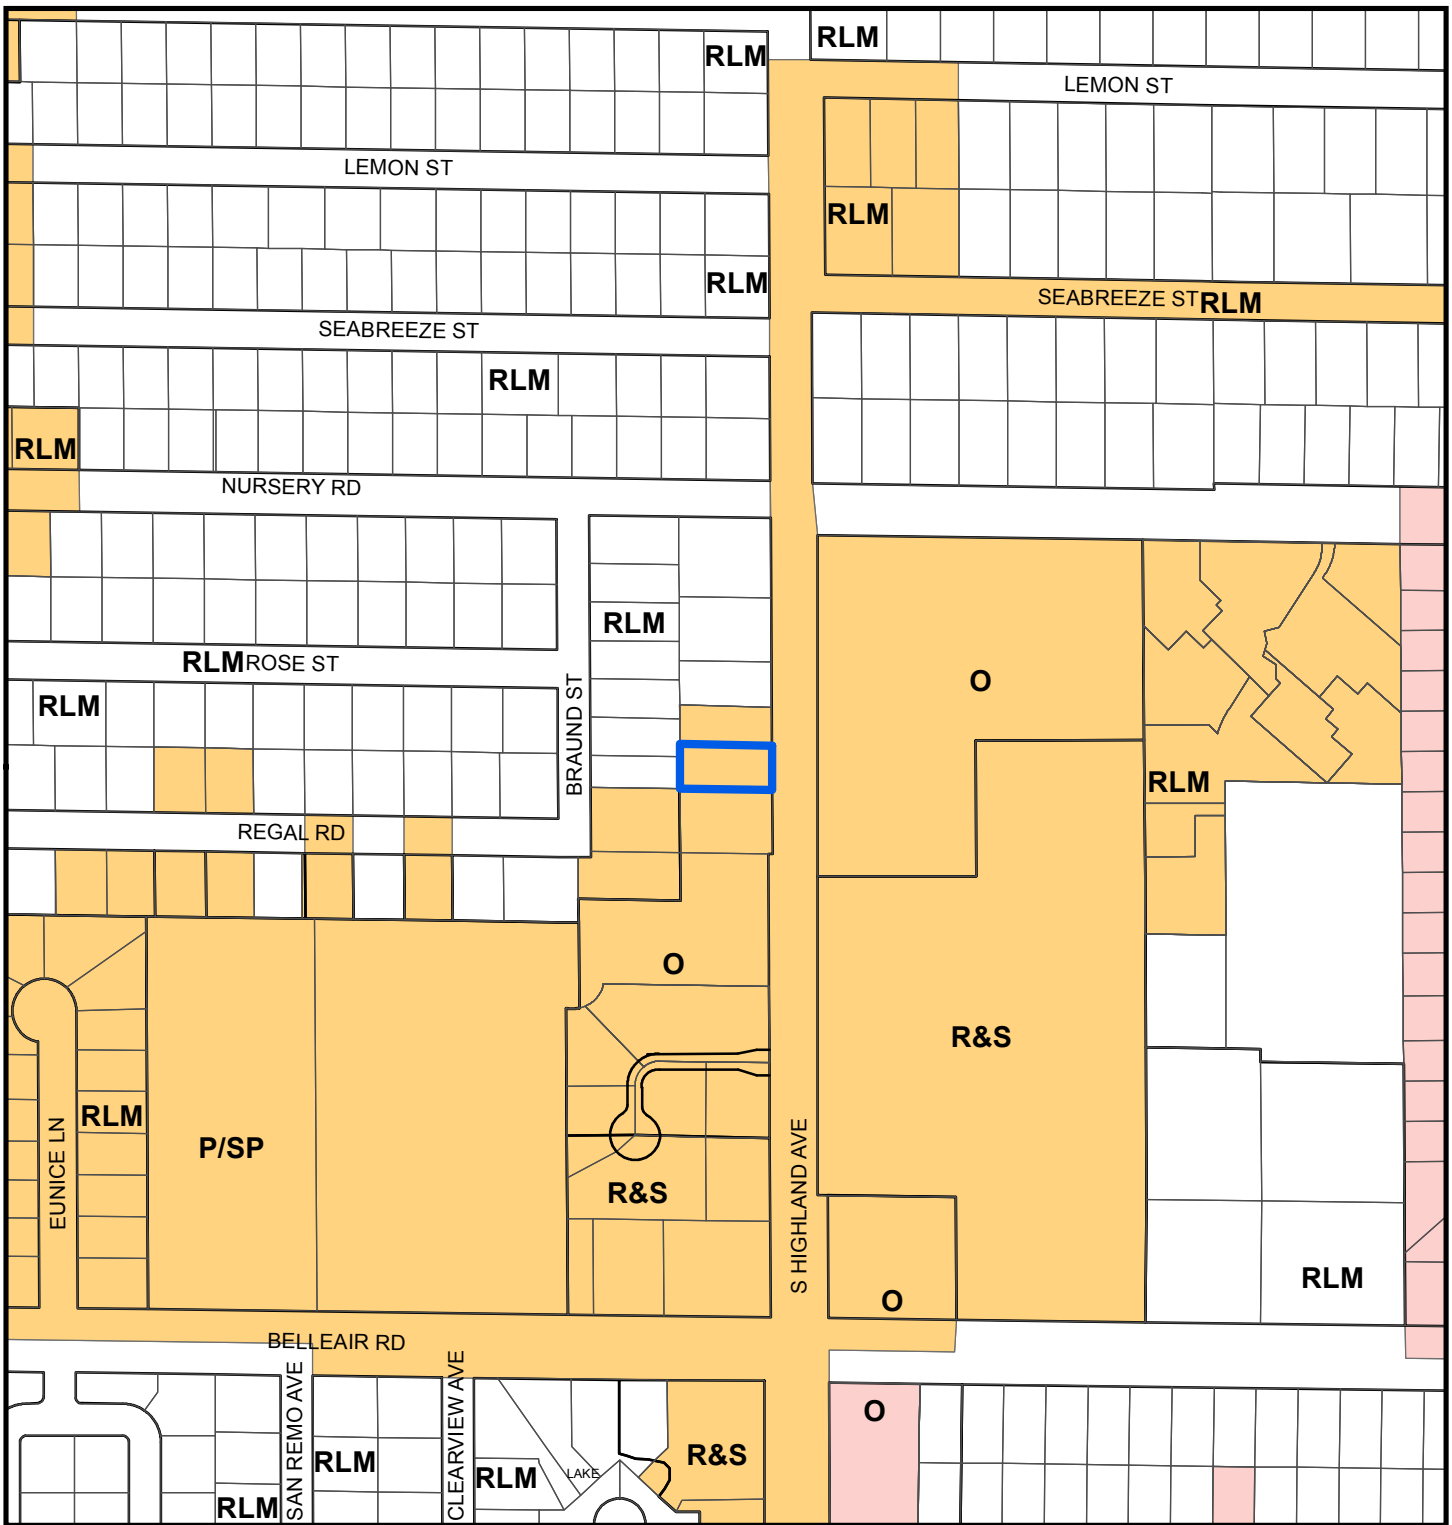 RLM
RLM
LEMON ST
LEMON ST
RLM
RLM
SEABREEZE ST RLM
SEABREEZE ST
RLM
RLM
NURSERY RD
RLM
RLM ROSE ST
O
RLM
BRAUND ST
RLM
REGAL RD
O
R&S
RLM
P/SP
EUNICE LN
R&S
S HIGHLAND AVE
RLM
O
BELLEAIR RD
SAN REMO AVE
CLEARVIEW AVE
O
R&S
RLM
RLM
LAKE
RLM